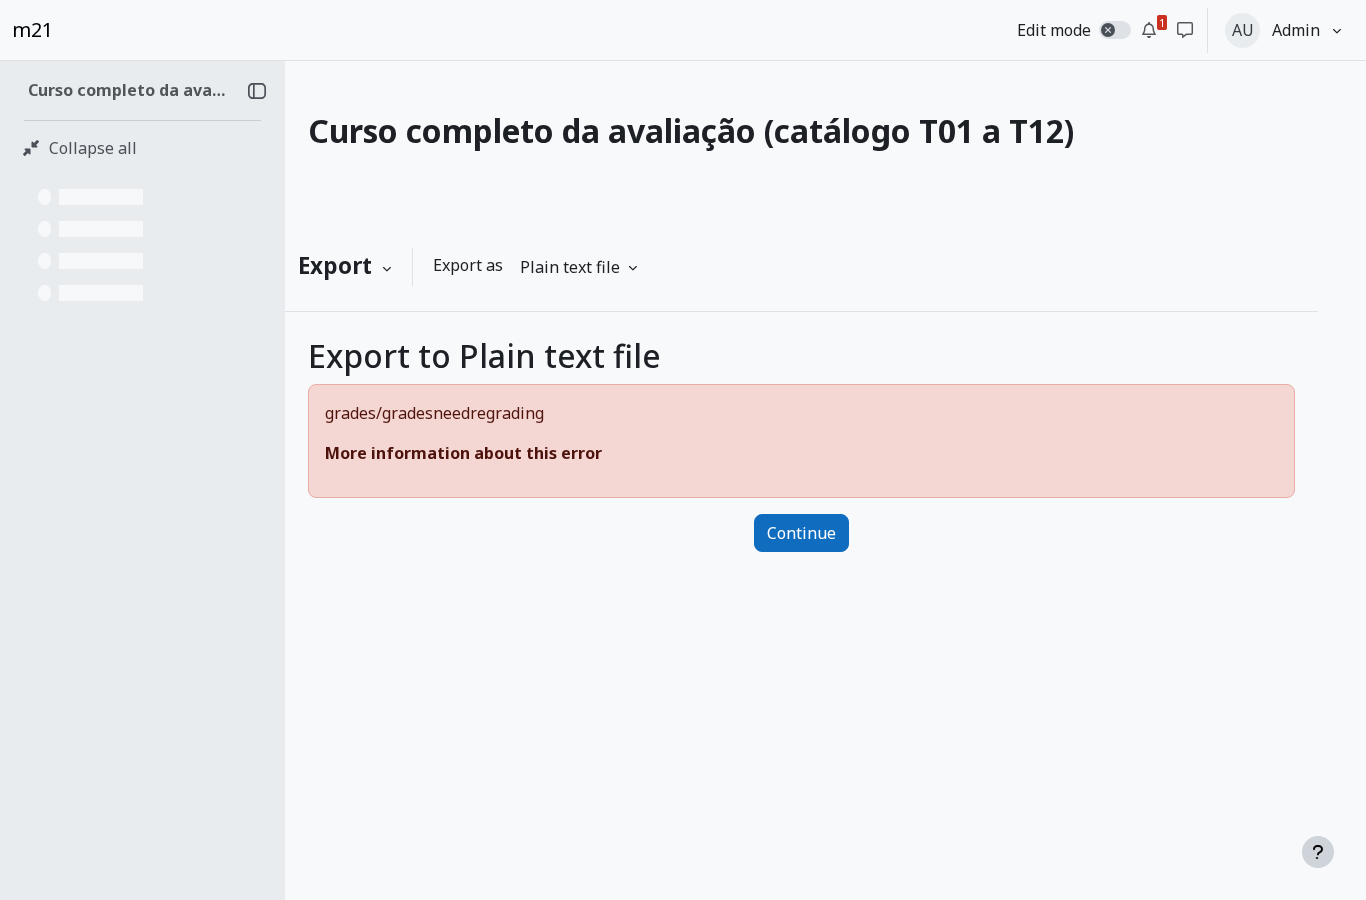 m21
Edit mode
1
AU
Admin
Curso completo da ava...
Collapse all
Curso completo da avaliação (catálogo T01 a T12)
Export
Export as
Plain text file
Export to Plain text file
grades/gradesneedregrading
More information about this error
Continue
?